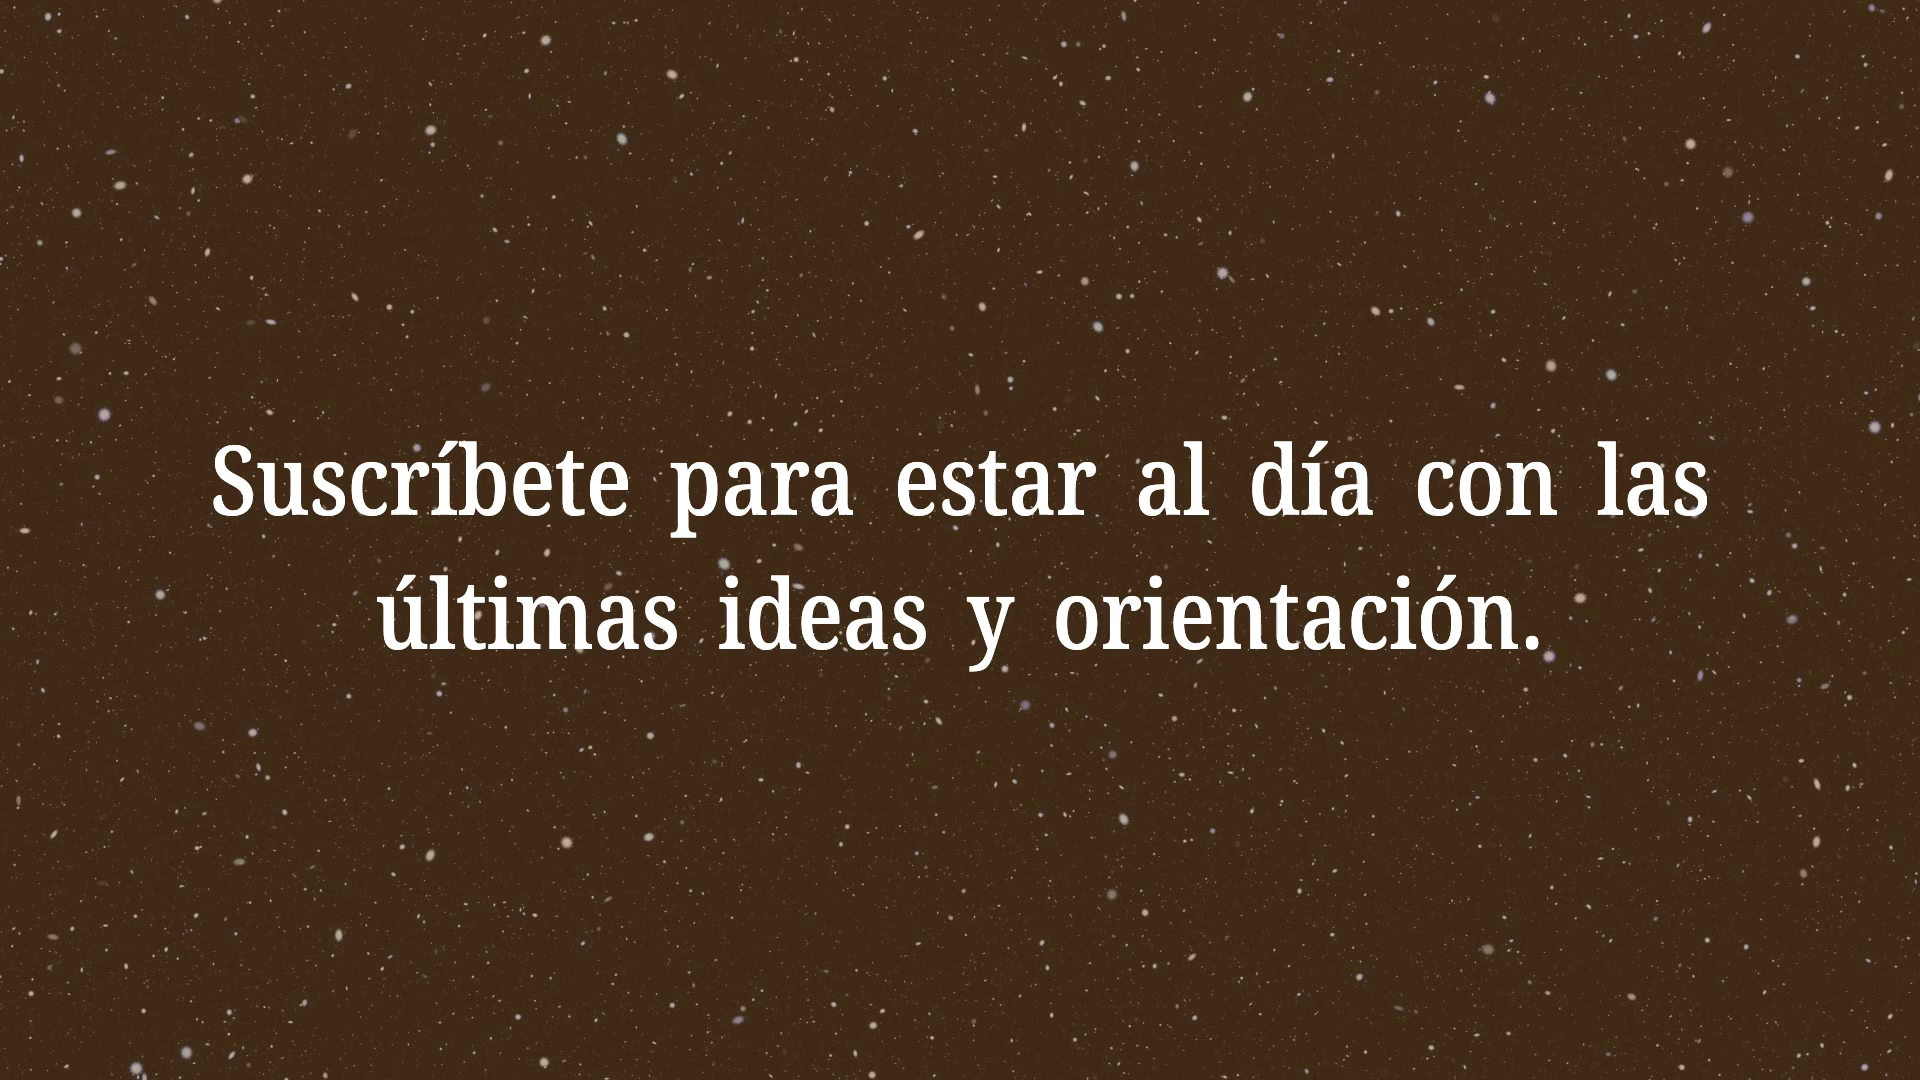 Suscríbete para estar al día con las
últimas ideas y orientación.